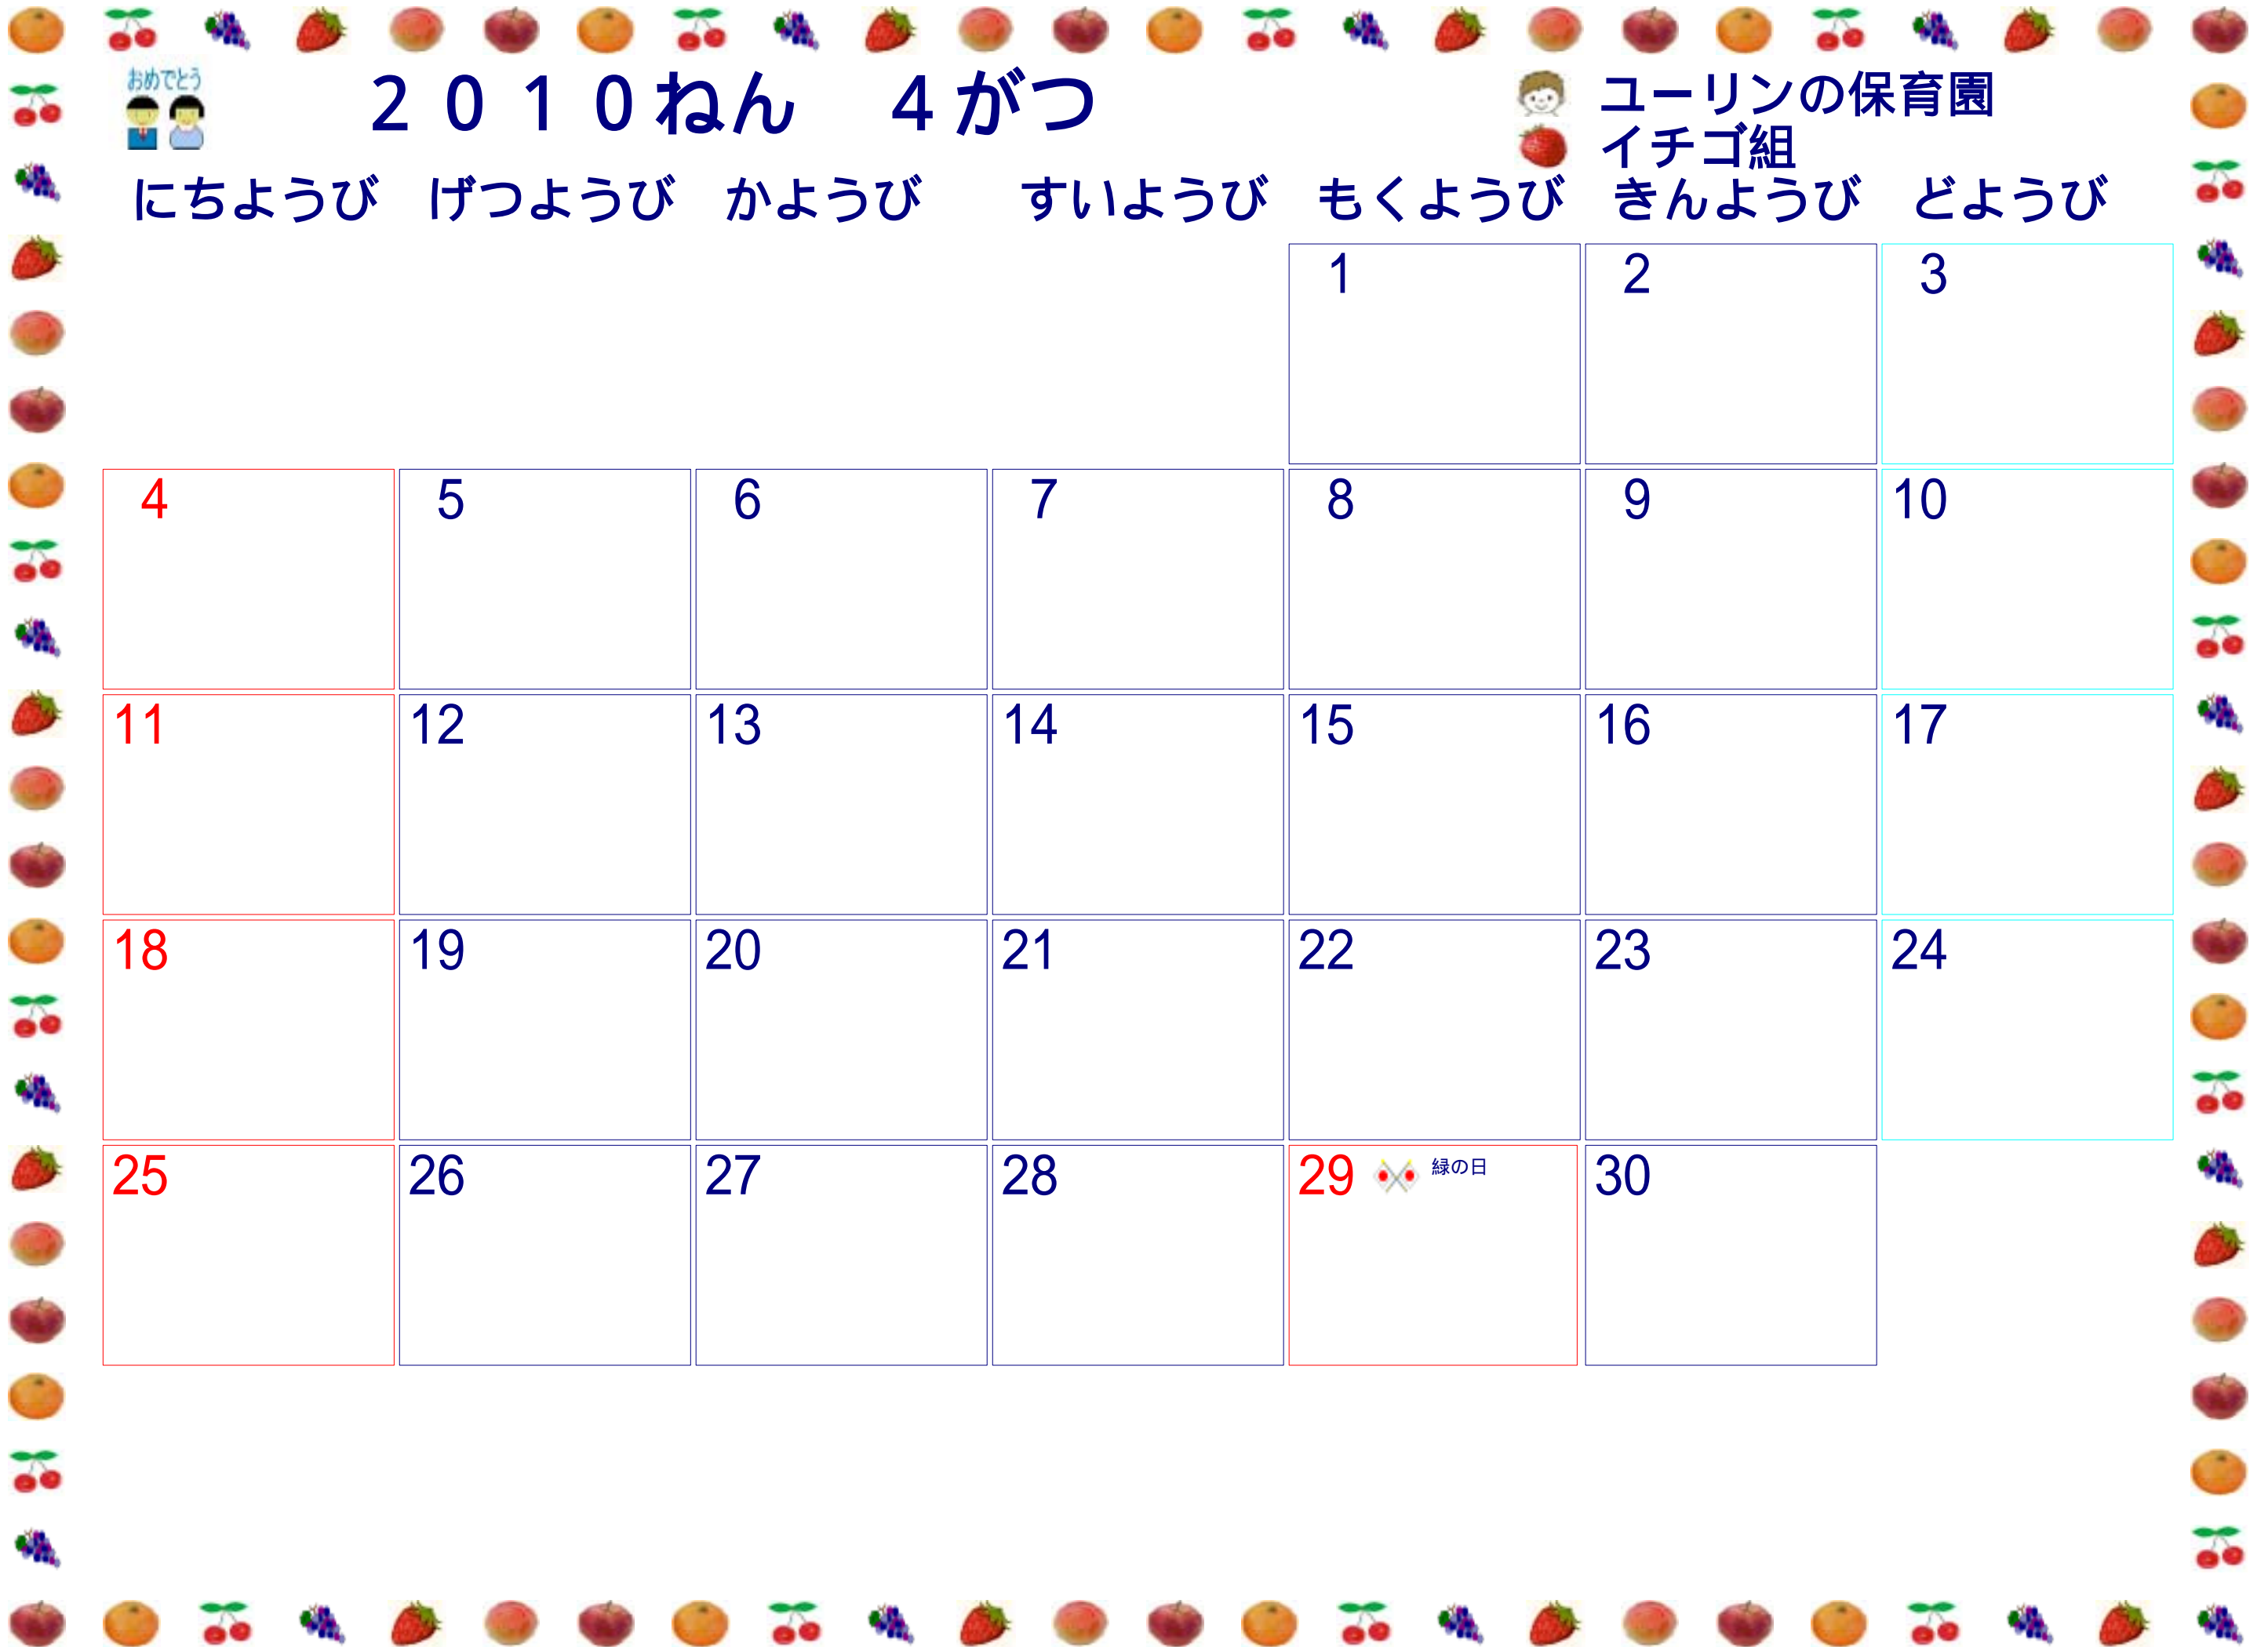 おめでとう
２０１０ねん　４がつ
ユーリンの保育園
イチゴ組
にちようび　げつようび　かようび　すいようび　もくようび　きんようび　どようび
1 2 3
4 5 6 7 8 9 10
11 12 13 14 15 16 17
18 19 20 21 22 23 24
25 26 27 28 29 緑の日 30